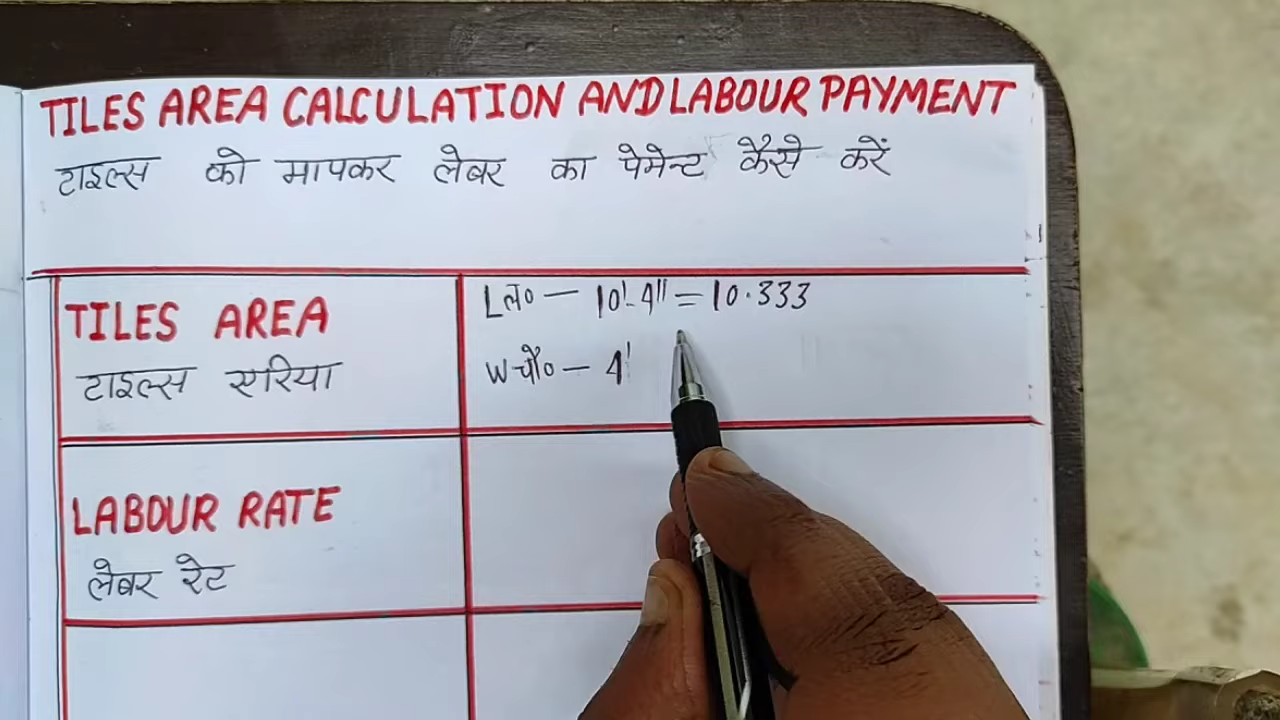 TILES AREA CALCULATION AND LABOUR PAYMENT
टाइल्स को मापकर लेबर का पेमेन्ट कैसे करें
TILES AREA
टाइल्स एरिया
L ल० — 10'-4" = 10.333
W चौ० — 4'
LABOUR RATE
लेबर रेट